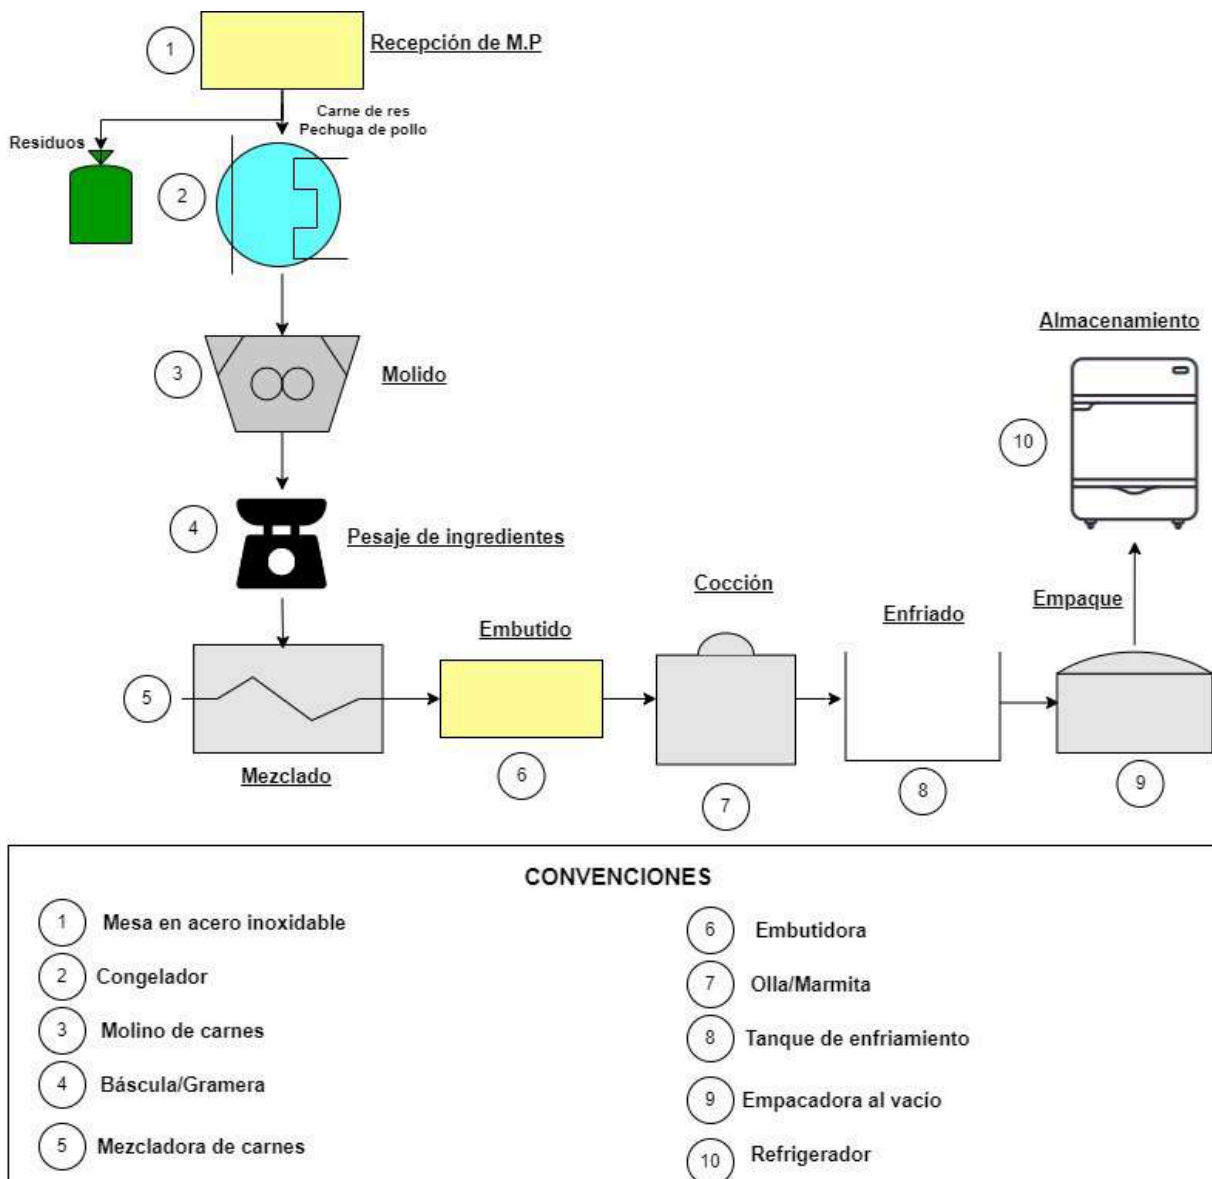 1
Recepción de M.P
Carne de res
Pechuga de pollo
Residuos
2
3
Molido
4
Pesaje de ingredientes
5
Mezclado
Embutido
6
Cocción
7
Enfriado
8
Empaque
9
Almacenamiento
10
CONVENCIONES
1 Mesa en acero inoxidable
2 Congelador
3 Molino de carnes
4 Báscula/Gramera
5 Mezcladora de carnes
6 Embutidora
7 Olla/Marmita
8 Tanque de enfriamiento
9 Empacadora al vacío
10 Refrigerador